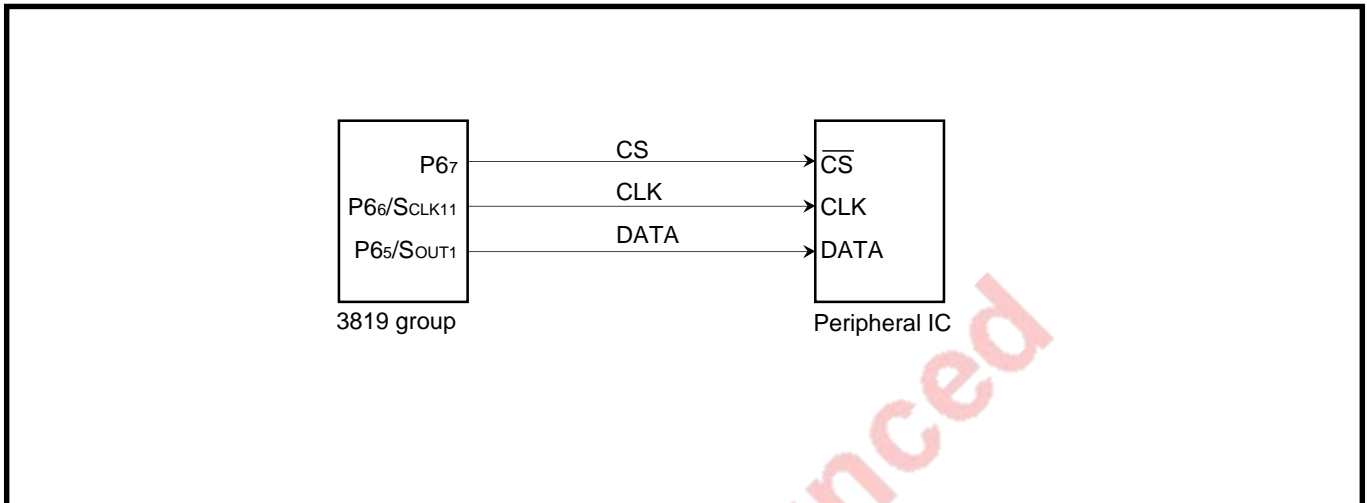 CS
P67
CS
CLK
P66/SCLK11
CLK
DATA
P65/SOUT1
DATA
3819 group
Peripheral IC
nced